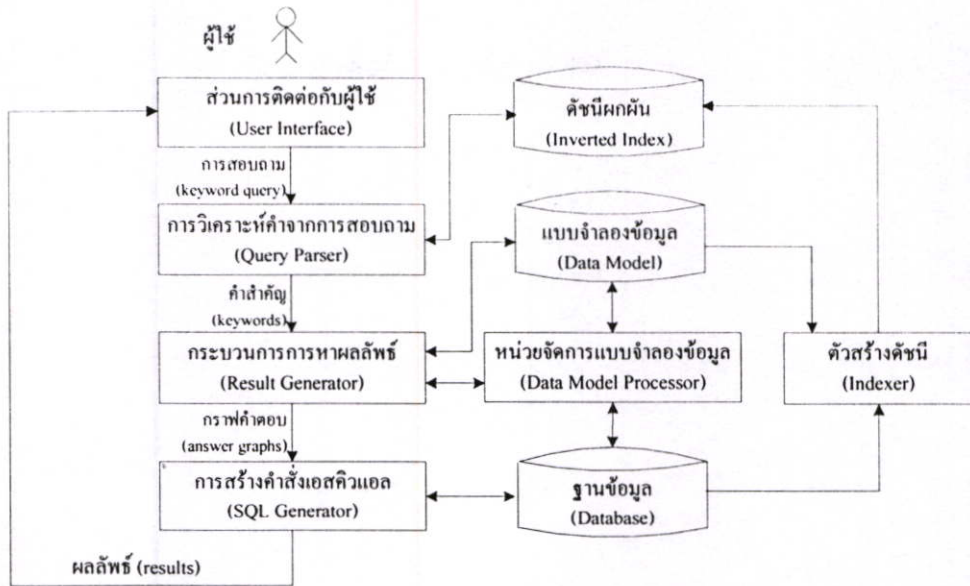 ผู้ใช้
ส่วนการติดต่อกับผู้ใช้
(User Interface)
ดัชนีผกผัน
(Inverted Index)
การสอบถาม
(keyword query)
การวิเคราะห์คำจากการสอบถาม
(Query Parser)
แบบจำลองข้อมูล
(Data Model)
คำสำคัญ
(keywords)
กระบวนการการหาผลลัพธ์
(Result Generator)
หน่วยจัดการแบบจำลองข้อมูล
(Data Model Processor)
ตัวสร้างดัชนี
(Indexer)
กราฟคำตอบ
(answer graphs)
การสร้างคำสั่งเอสคิวแอล
(SQL Generator)
ฐานข้อมูล
(Database)
ผลลัพธ์ (results)